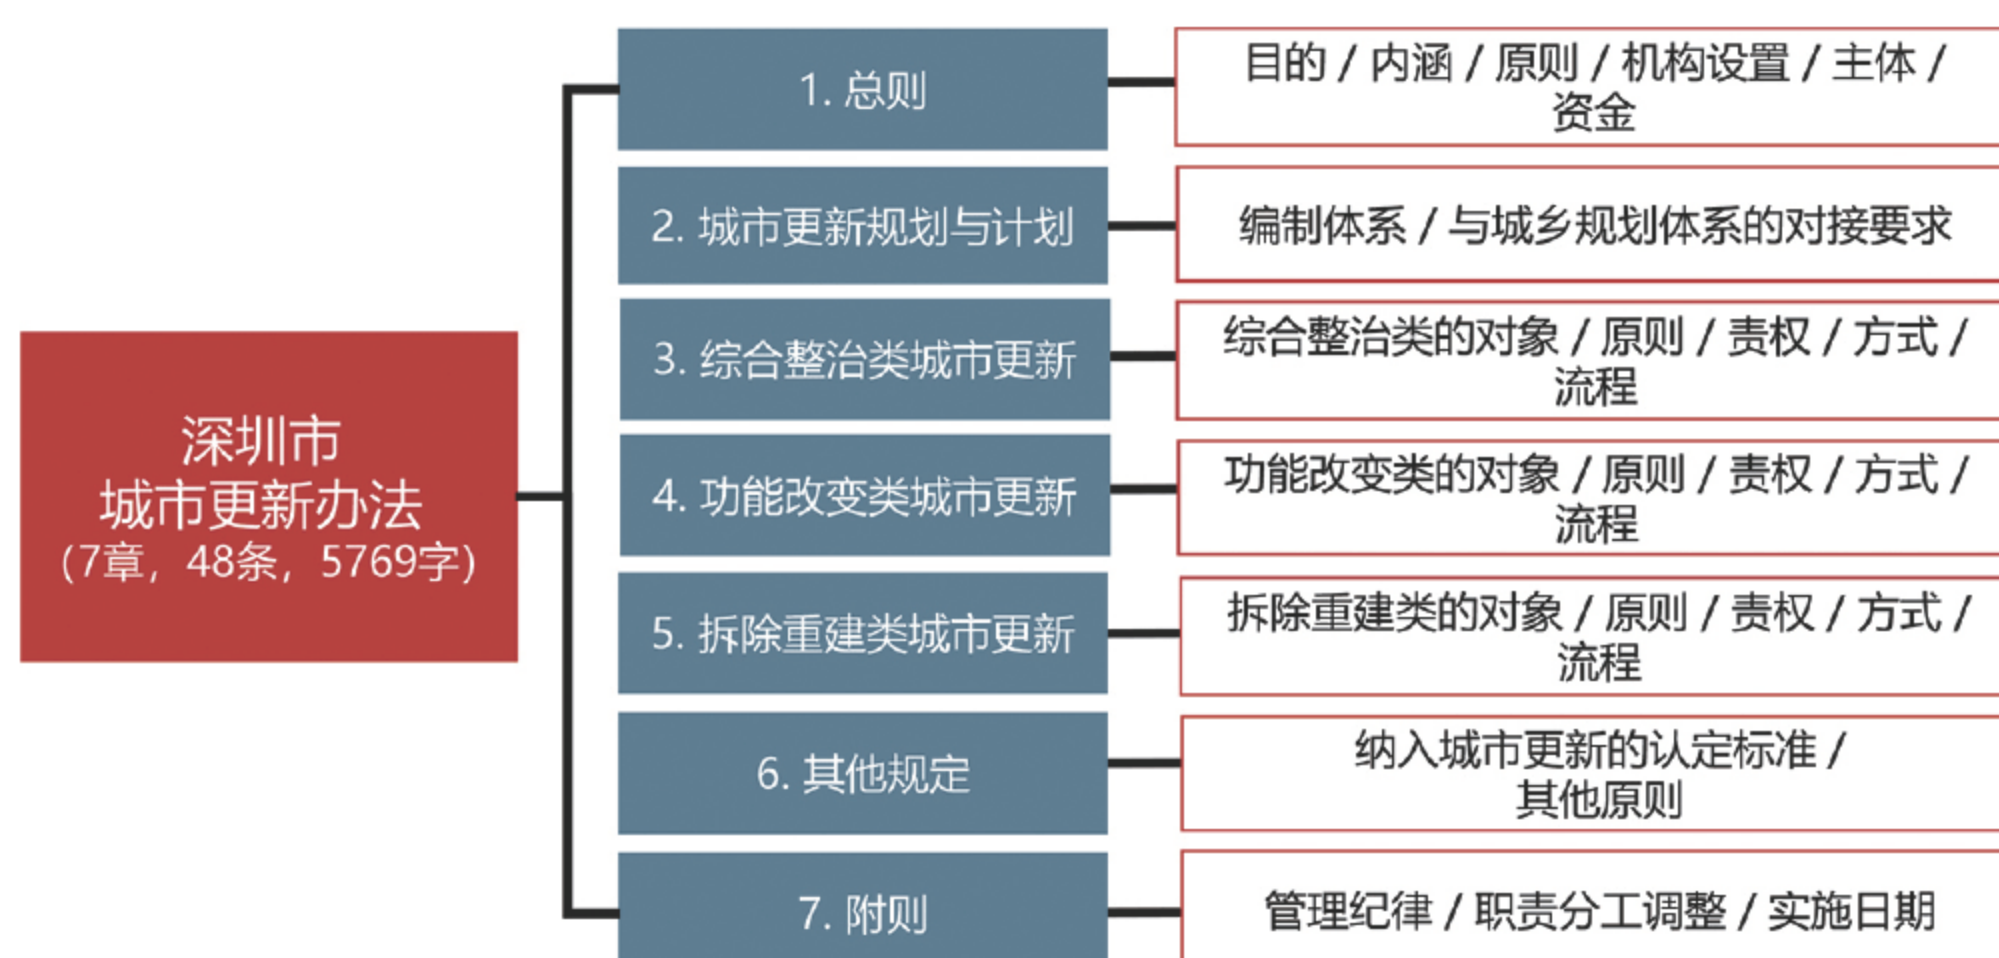 深圳市
城市更新办法
(7章，48条，5769字)
1. 总则
目的 / 内涵 / 原则 / 机构设置 / 主体 /
资金
2. 城市更新规划与计划
编制体系 / 与城乡规划体系的对接要求
3. 综合整治类城市更新
综合整治类的对象 / 原则 / 责权 / 方式 /
流程
4. 功能改变类城市更新
功能改变类的对象 / 原则 / 责权 / 方式 /
流程
5. 拆除重建类城市更新
拆除重建类的对象 / 原则 / 责权 / 方式 /
流程
6. 其他规定
纳入城市更新的认定标准 /
其他原则
7. 附则
管理纪律 / 职责分工调整 / 实施日期